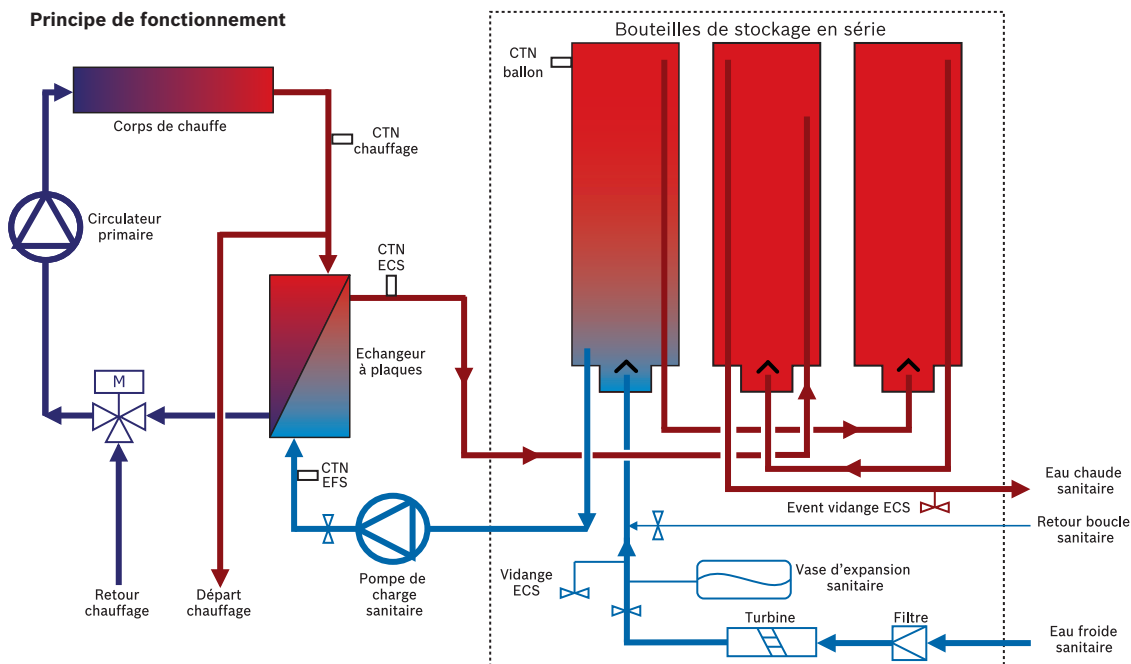 Principe de fonctionnement
Bouteilles de stockage en série
CTN
ballon
Corps de chauffe
CTN
chauffage
Circulateur
primaire
CTN
ECS
Echangeur
à plaques
M
CTN
EFS
Eau chaude
sanitaire
Event vidange ECS
Retour boucle
sanitaire
Vidange
ECS
Vase d'expansion
sanitaire
Pompe de
charge
sanitaire
Retour
chauffage
Départ
chauffage
Turbine
Filtre
Eau froide
sanitaire